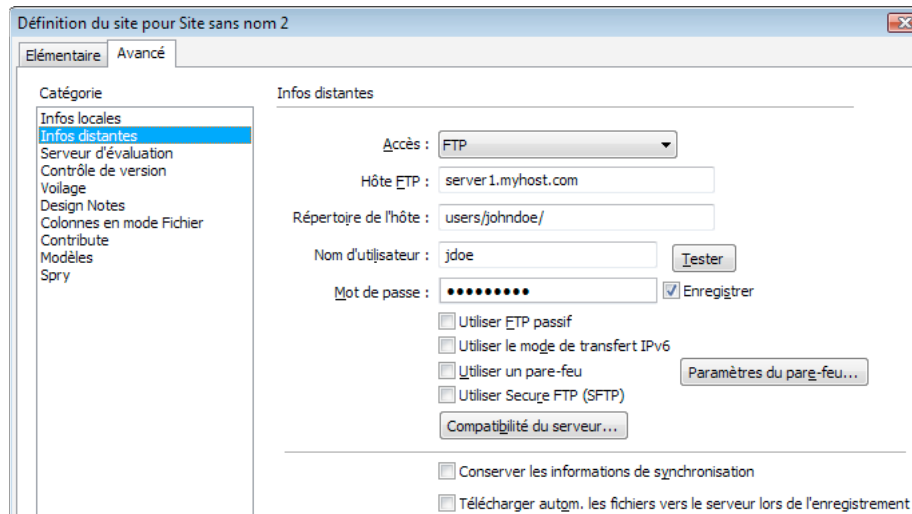 Définition du site pour Site sans nom 2
Elémentaire Avancé
Catégorie
Infos locales
Infos distantes
Serveur d'évaluation
Contrôle de version
Voilage
Design Notes
Colonnes en mode Fichier
Contribute
Modèles
Spry
Infos distantes
Accès : FTP
Hôte FTP : server1.myhost.com
Répertoire de l'hôte : users/johndoe/
Nom d'utilisateur : jdoe Tester
Mot de passe : ●●●●●●●●● Enregistrer
Utiliser FTP passif
Utiliser le mode de transfert IPv6
Utiliser un pare-feu Paramètres du pare-feu...
Utiliser Secure FTP (SFTP)
Compatibilité du serveur...
Conserver les informations de synchronisation
Télécharger autom. les fichiers vers le serveur lors de l'enregistrement